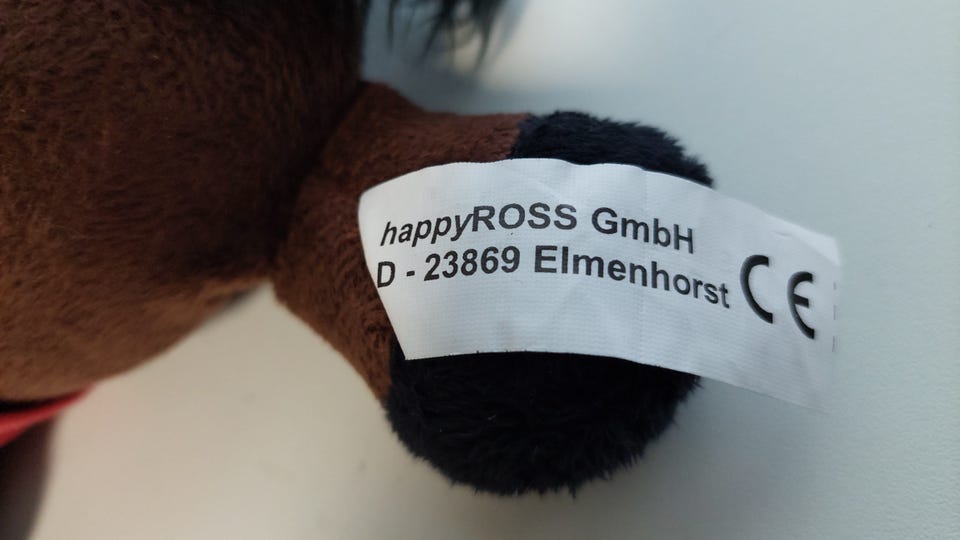 happyROSS GmbH
D - 23869 Elmenhorst CE